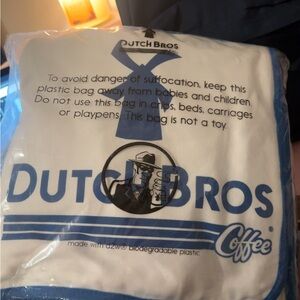 DUTCH BROS
To avoid danger of suffocation, keep this
plastic bag away from babies and children.
Do not use this bag in cribs, beds, carriages
or playpens. This bag is not a toy.
DUTCH BROS
Coffee
made with d2w® biodegradable plastic